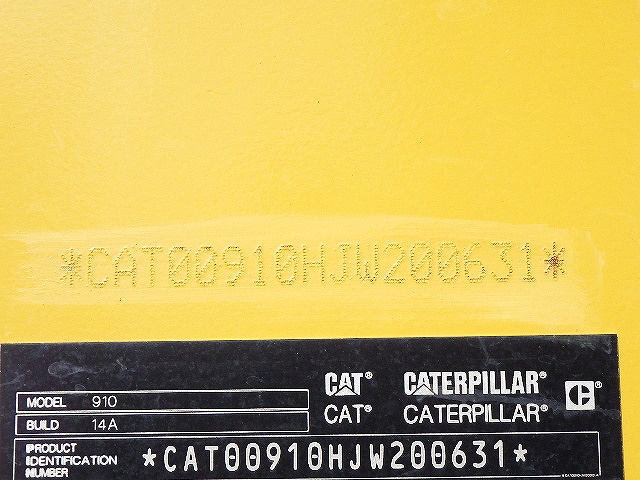 *CAT00910HJW200631*
CAT® CATERPILLAR® C®
CAT® CATERPILLAR®
MODEL 910
BUILD 14A
PRODUCT IDENTIFICATION NUMBER *CAT00910HJW200631*